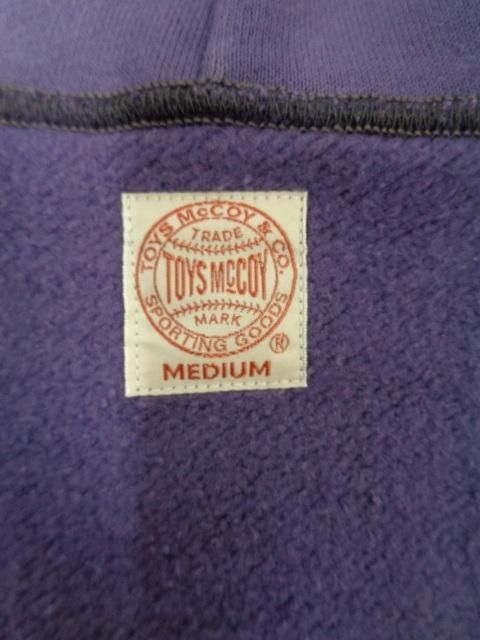 TOYS McCOY & CO.
TRADE
TOYS McCOY
MARK
SPORTING GOODS
®
MEDIUM